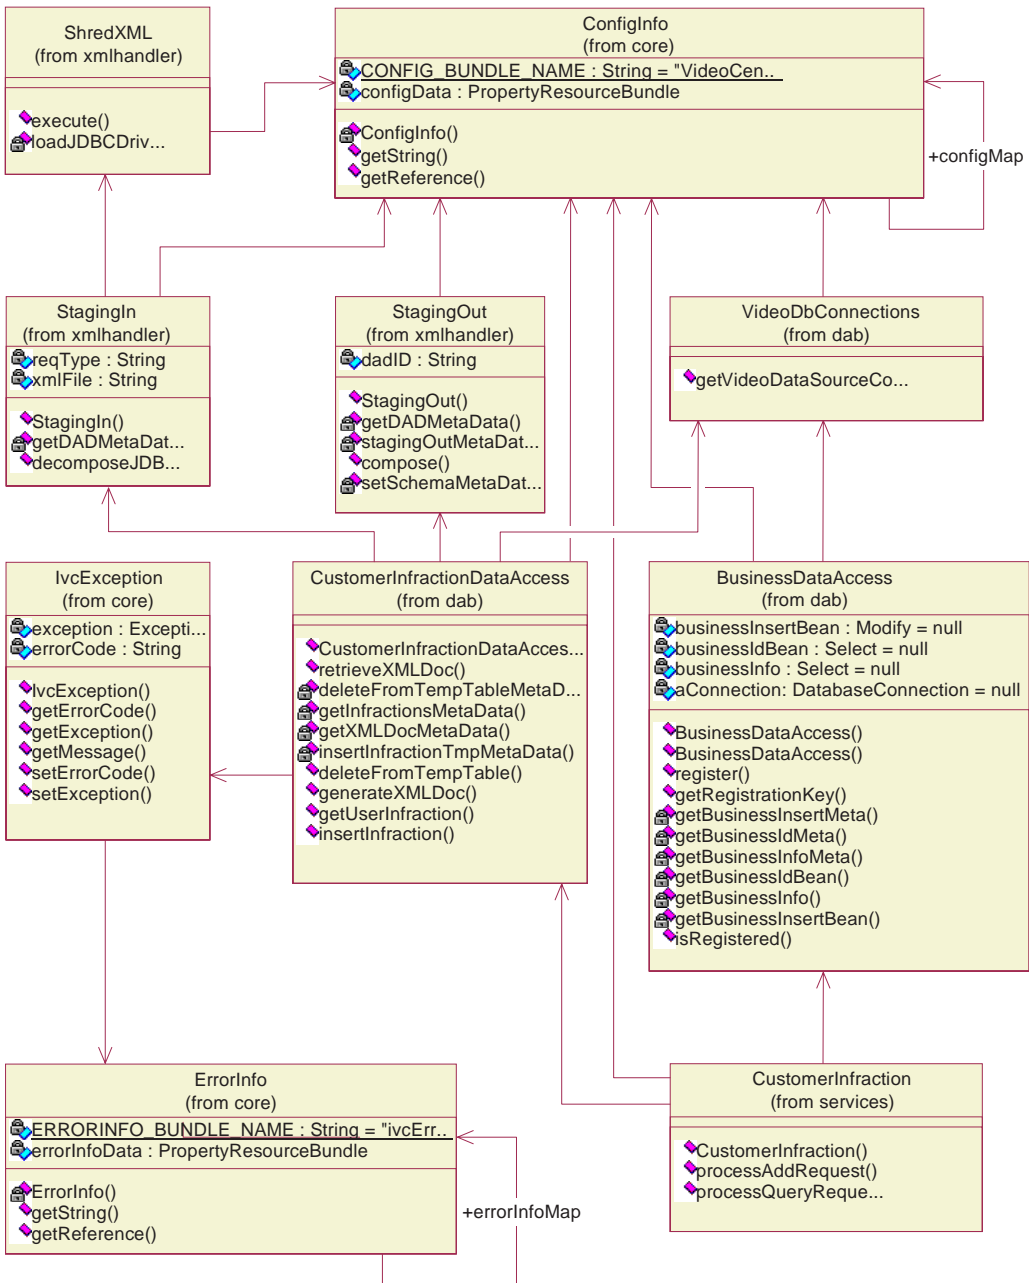 ShredXML
(from xmlhandler)
execute()
loadJDBCDriv...
ConfigInfo
(from core)
CONFIG_BUNDLE_NAME : String = "VideoCen..
configData : PropertyResourceBundle
ConfigInfo()
getString()
getReference()
+configMap
StagingIn
(from xmlhandler)
reqType : String
xmlFile : String
StagingIn()
getDADMetaDat...
decomposeJDB...
StagingOut
(from xmlhandler)
dadID : String
StagingOut()
getDADMetaData()
stagingOutMetaDat...
compose()
setSchemaMetaDat...
VideoDbConnections
(from dab)
getVideoDataSourceCo...
IvcException
(from core)
exception : Excepti...
errorCode : String
IvcException()
getErrorCode()
getException()
getMessage()
setErrorCode()
setException()
CustomerInfractionDataAccess
(from dab)
CustomerInfractionDataAcces...
retrieveXMLDoc()
deleteFromTempTableMetaD...
getInfractionsMetaData()
getXMLDocMetaData()
insertInfractionTmpMetaData()
deleteFromTempTable()
generateXMLDoc()
getUserInfraction()
insertInfraction()
BusinessDataAccess
(from dab)
businessInsertBean : Modify = null
businessIdBean : Select = null
businessInfo : Select = null
aConnection: DatabaseConnection = null
BusinessDataAccess()
BusinessDataAccess()
register()
getRegistrationKey()
getBusinessInsertMeta()
getBusinessIdMeta()
getBusinessInfoMeta()
getBusinessIdBean()
getBusinessInfo()
getBusinessInsertBean()
isRegistered()
ErrorInfo
(from core)
ERRORINFO_BUNDLE_NAME : String = "ivcErr..
errorInfoData : PropertyResourceBundle
ErrorInfo()
getString()
getReference()
+errorInfoMap
CustomerInfraction
(from services)
CustomerInfraction()
processAddRequest()
processQueryReque...